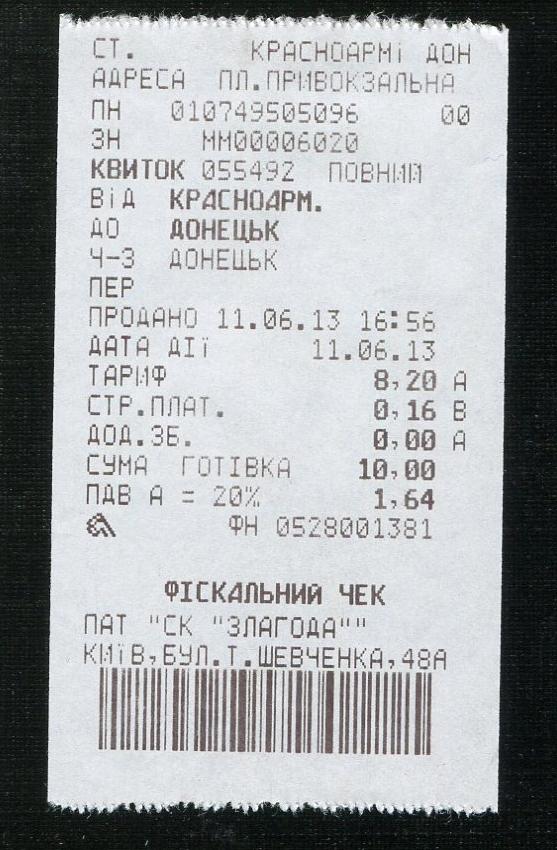 СТ. КРАСНОАРМі ДОН
АДРЕСА ПЛ.ПРИВОКЗАЛЬНА
ПН 010749505096 00
ЗН ММ00006020
КВИТОК 055492 ПОВНИЙ
ВіД КРАСНОАРМ.
ДО ДОНЕЦЬК
Ч-З ДОНЕЦЬК
ПЕР
ПРОДАНО 11.06.13 16:56
ДАТА ДІЇ 11.06.13
ТАРИФ 8,20 А
СТР.ПЛАТ. 0,16 В
ДОД.ЗБ. 0,00 А
СУМА ГОТІВКА 10,00
ПДВ А = 20% 1,64
ФН 0528001381
ФІСКАЛЬНИЙ ЧЕК
ПАТ "СК "ЗЛАГОДА""
КИЇВ,БУЛ.Т.ШЕВЧЕНКА,48А